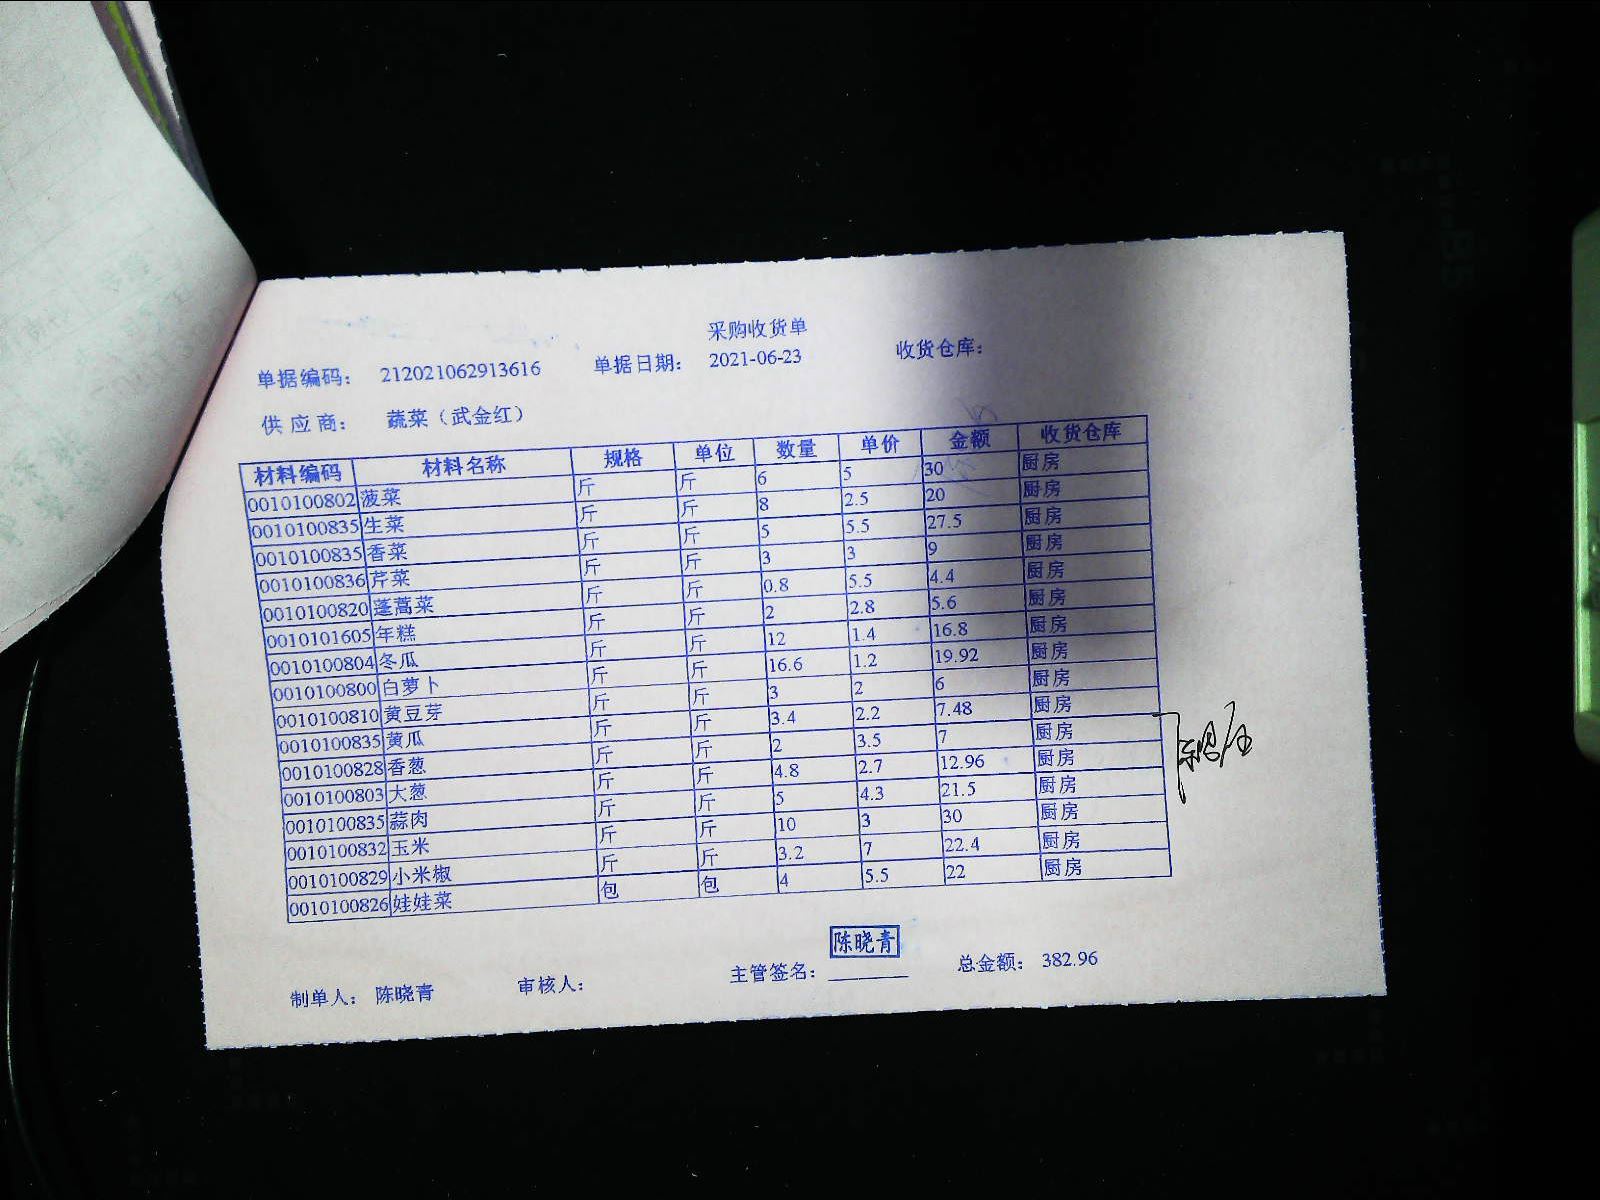 采购收货单
单据编码： 212021062913616 单据日期： 2021-06-23 收货仓库：
供应商： 蔬菜（武金红）
材料编码 材料名称 规格 单位 数量 单价 金额 收货仓库
0010100802 菠菜 斤 斤 6 5 30 厨房
0010100835 生菜 斤 斤 8 2.5 20 厨房
0010100835 香菜 斤 斤 5 5.5 27.5 厨房
0010100836 芹菜 斤 斤 3 3 9 厨房
0010100820 蓬蒿菜 斤 斤 0.8 5.5 4.4 厨房
0010101605 年糕 斤 斤 2 2.8 5.6 厨房
0010100804 冬瓜 斤 斤 12 1.4 16.8 厨房
0010100800 白萝卜 斤 斤 16.6 1.2 19.92 厨房
0010100810 黄豆芽 斤 斤 3 2 6 厨房
0010100835 黄瓜 斤 斤 3.4 2.2 7.48 厨房
0010100828 香葱 斤 斤 2 3.5 7 厨房
0010100803 大葱 斤 斤 4.8 2.7 12.96 厨房
0010100835 蒜肉 斤 斤 5 4.3 21.5 厨房
0010100832 玉米 斤 斤 10 3 30 厨房
0010100829 小米椒 斤 斤 3.2 7 22.4 厨房
0010100826 娃娃菜 包 包 4 5.5 22 厨房
陈晓青
制单人： 陈晓青 审核人： 主管签名： 总金额： 382.96